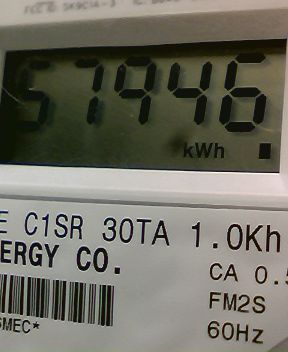 57946
kWh
E C1SR 30TA 1.0Kh
ERGY CO.
CA 0.5
FM2S
60Hz